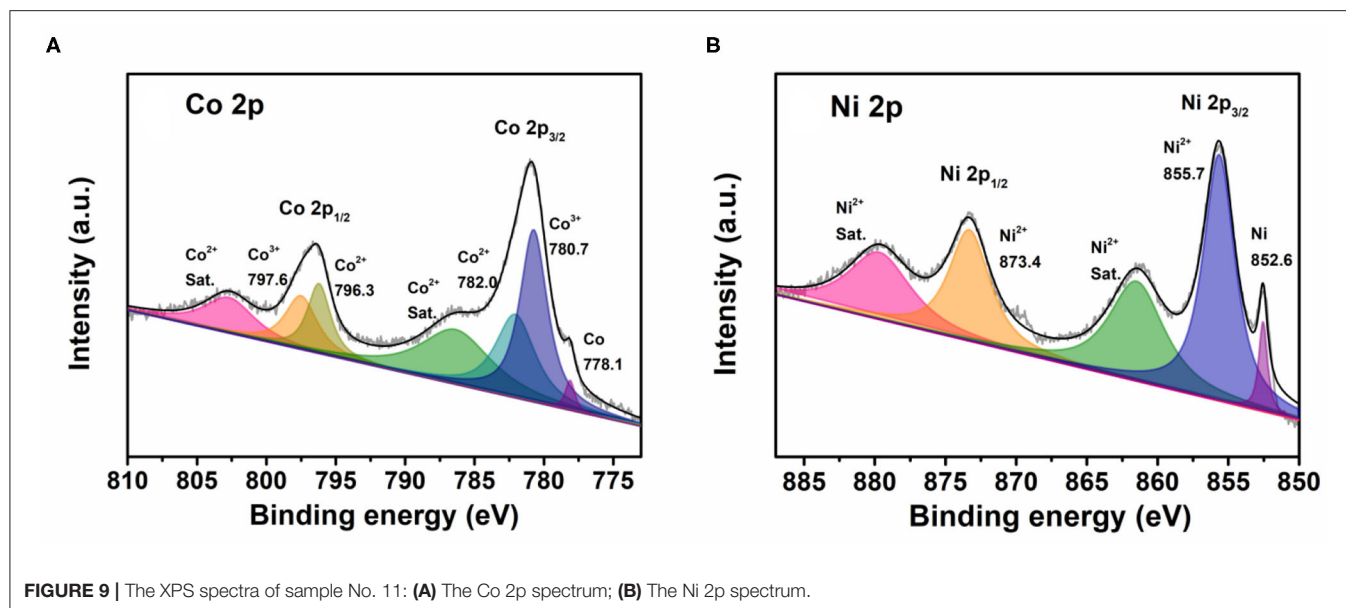 A
Co 2p
Co 2p3/2
Co 2p1/2
Co2+
Sat.
Co3+
797.6
Co2+
796.3
Co2+
Sat.
Co2+
782.0
Co3+
780.7
Co
778.1
Intensity (a.u.)
810 805 800 795 790 785 780 775
Binding energy (eV)
B
Ni 2p
Ni 2p3/2
Ni 2p1/2
Ni2+
Sat.
Ni2+
873.4
Ni2+
Sat.
Ni2+
855.7
Ni
852.6
Intensity (a.u.)
885 880 875 870 865 860 855 850
Binding energy (eV)
FIGURE 9 | The XPS spectra of sample No. 11: (A) The Co 2p spectrum; (B) The Ni 2p spectrum.